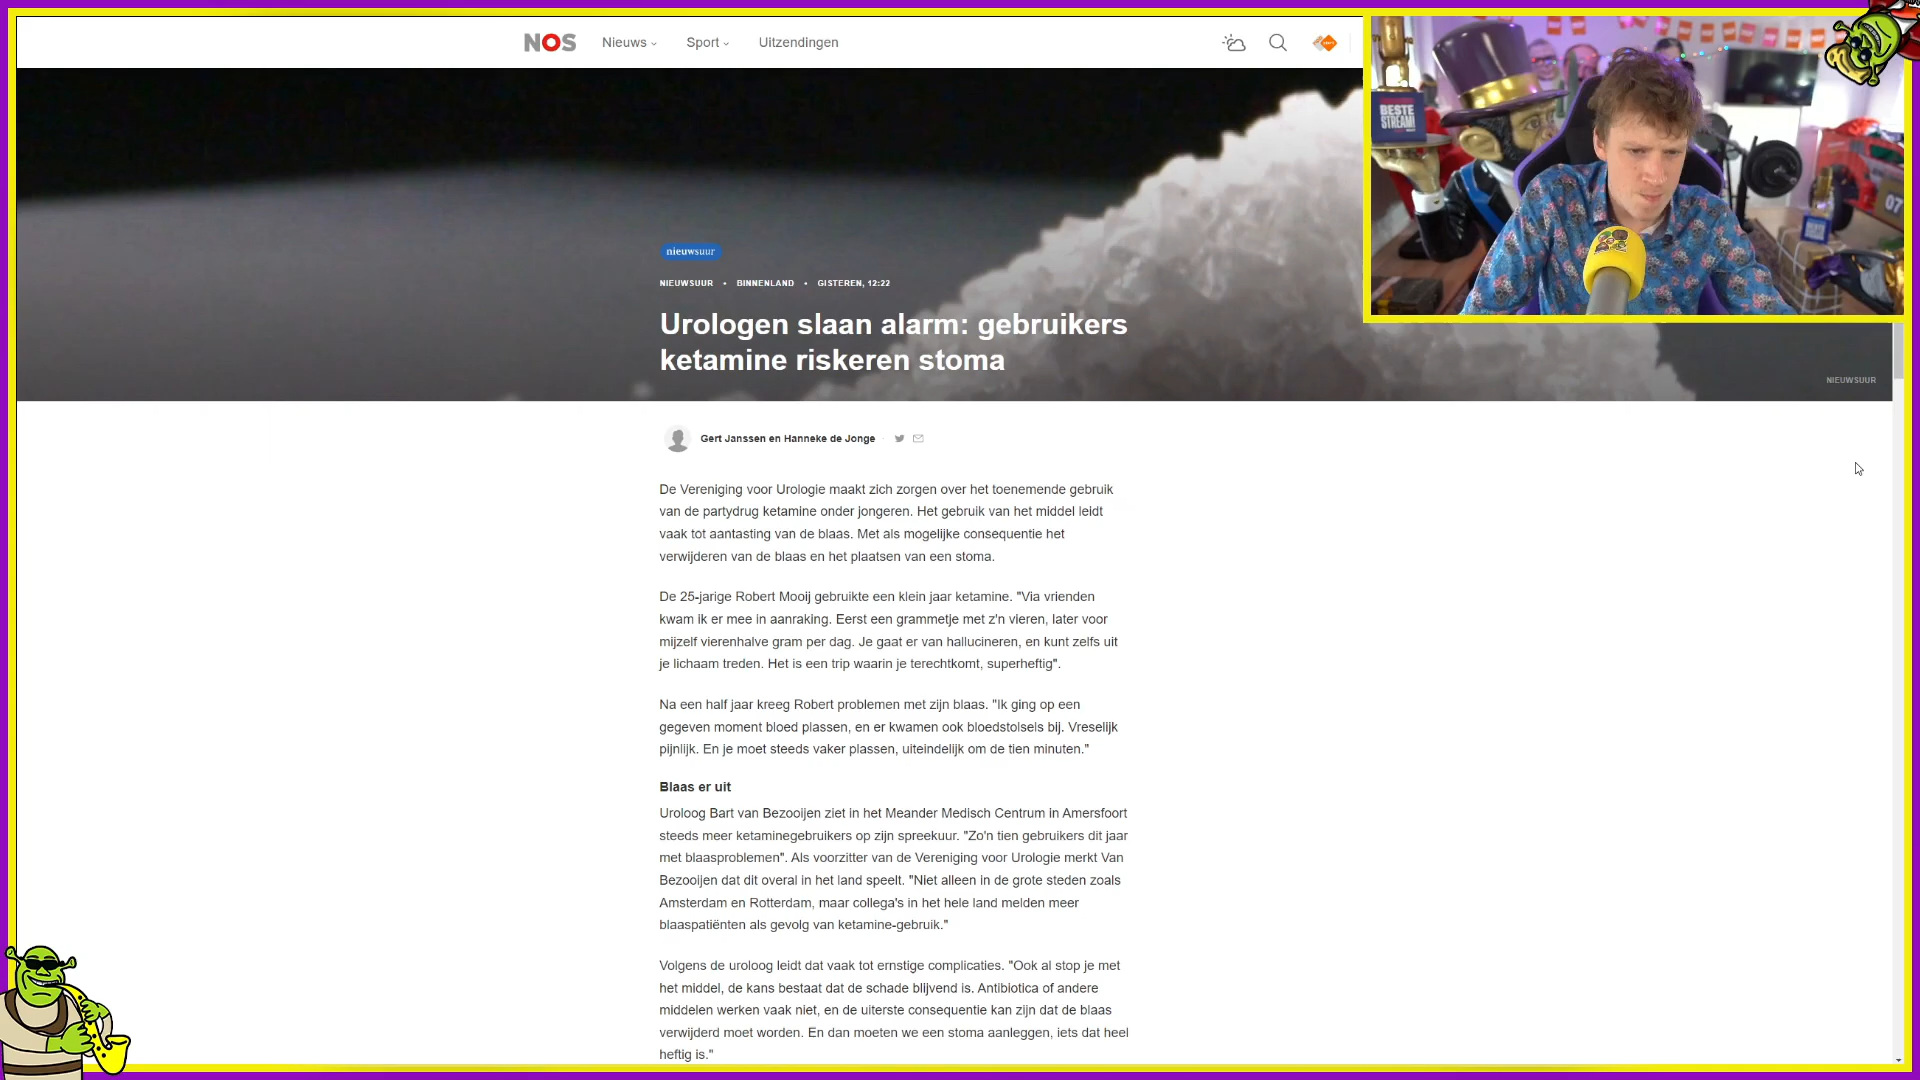 NOS
Nieuws
Sport
Uitzendingen
BESTE
STREAM!
07
nieuwsuur
NIEUWSUUR • BINNENLAND • GISTEREN, 12:22
Urologen slaan alarm: gebruikers
ketamine riskeren stoma
NIEUWSUUR
Gert Janssen en Hanneke de Jonge
De Vereniging voor Urologie maakt zich zorgen over het toenemende gebruik
van de partydrug ketamine onder jongeren. Het gebruik van het middel leidt
vaak tot aantasting van de blaas. Met als mogelijke consequentie het
verwijderen van de blaas en het plaatsen van een stoma.
De 25-jarige Robert Mooij gebruikte een klein jaar ketamine. "Via vrienden
kwam ik er mee in aanraking. Eerst een grammetje met z'n vieren, later voor
mijzelf vierenhalve gram per dag. Je gaat er van hallucineren, en kunt zelfs uit
je lichaam treden. Het is een trip waarin je terechtkomt, superheftig".
Na een half jaar kreeg Robert problemen met zijn blaas. "Ik ging op een
gegeven moment bloed plassen, en er kwamen ook bloedstolsels bij. Vreselijk
pijnlijk. En je moet steeds vaker plassen, uiteindelijk om de tien minuten."
Blaas er uit
Uroloog Bart van Bezooijen ziet in het Meander Medisch Centrum in Amersfoort
steeds meer ketaminegebruikers op zijn spreekuur. "Zo'n tien gebruikers dit jaar
met blaasproblemen". Als voorzitter van de Vereniging voor Urologie merkt Van
Bezooijen dat dit overal in het land speelt. "Niet alleen in de grote steden zoals
Amsterdam en Rotterdam, maar collega's in het hele land melden meer
blaaspatiënten als gevolg van ketamine-gebruik."
Volgens de uroloog leidt dat vaak tot ernstige complicaties. "Ook al stop je met
het middel, de kans bestaat dat de schade blijvend is. Antibiotica of andere
middelen werken vaak niet, en de uiterste consequentie kan zijn dat de blaas
verwijderd moet worden. En dan moeten we een stoma aanleggen, iets dat heel
heftig is."